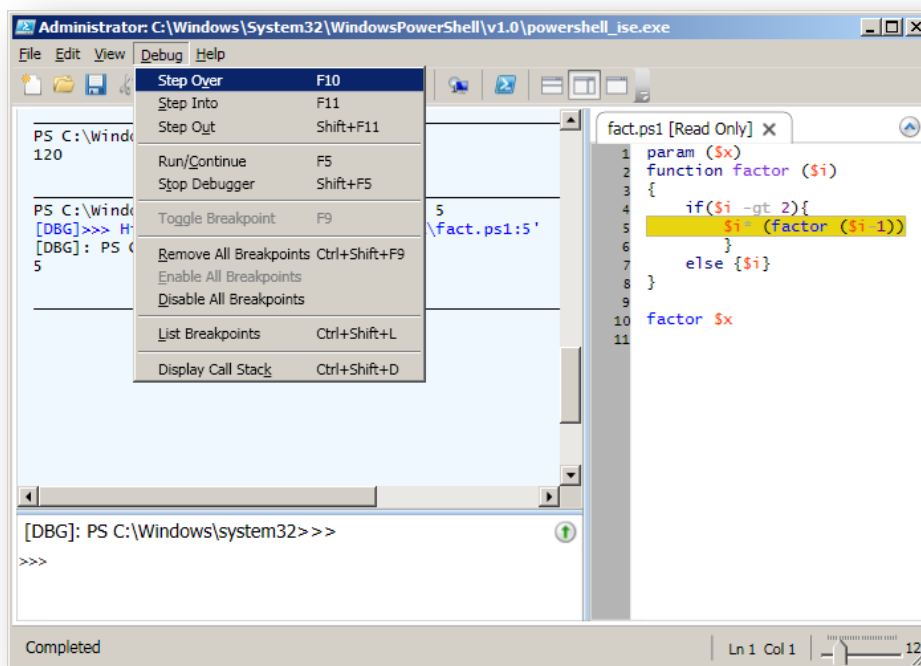 Administrator: C:\Windows\System32\WindowsPowerShell\v1.0\powershell_ise.exe
File Edit View Debug Help
Step Over F10
Step Into F11
Step Out Shift+F11
Run/Continue F5
Stop Debugger Shift+F5
Toggle Breakpoint F9
Remove All Breakpoints Ctrl+Shift+F9
Enable All Breakpoints
Disable All Breakpoints
List Breakpoints Ctrl+Shift+L
Display Call Stack Ctrl+Shift+D
PS C:\Wind
120
PS C:\Wind 5
[DBG]>>> H \fact.ps1:5'
[DBG]: PS C
5
[DBG]: PS C:\Windows\system32>>>
>>>
fact.ps1 [Read Only]
1 param ($x)
2 function factor ($i)
3 {
4 if($i -gt 2){
5 $i* (factor ($i-1))
6 }
7 else {$i}
8 }
9
10 factor $x
11
Completed
Ln 1 Col 1
12